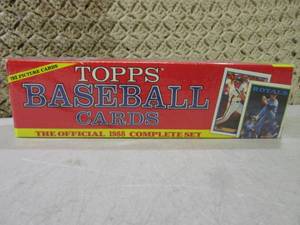 792 PICTURE CARDS
TOPPS
BASEBALL
CARDS
THE OFFICIAL 1988 COMPLETE SET
ROYALS